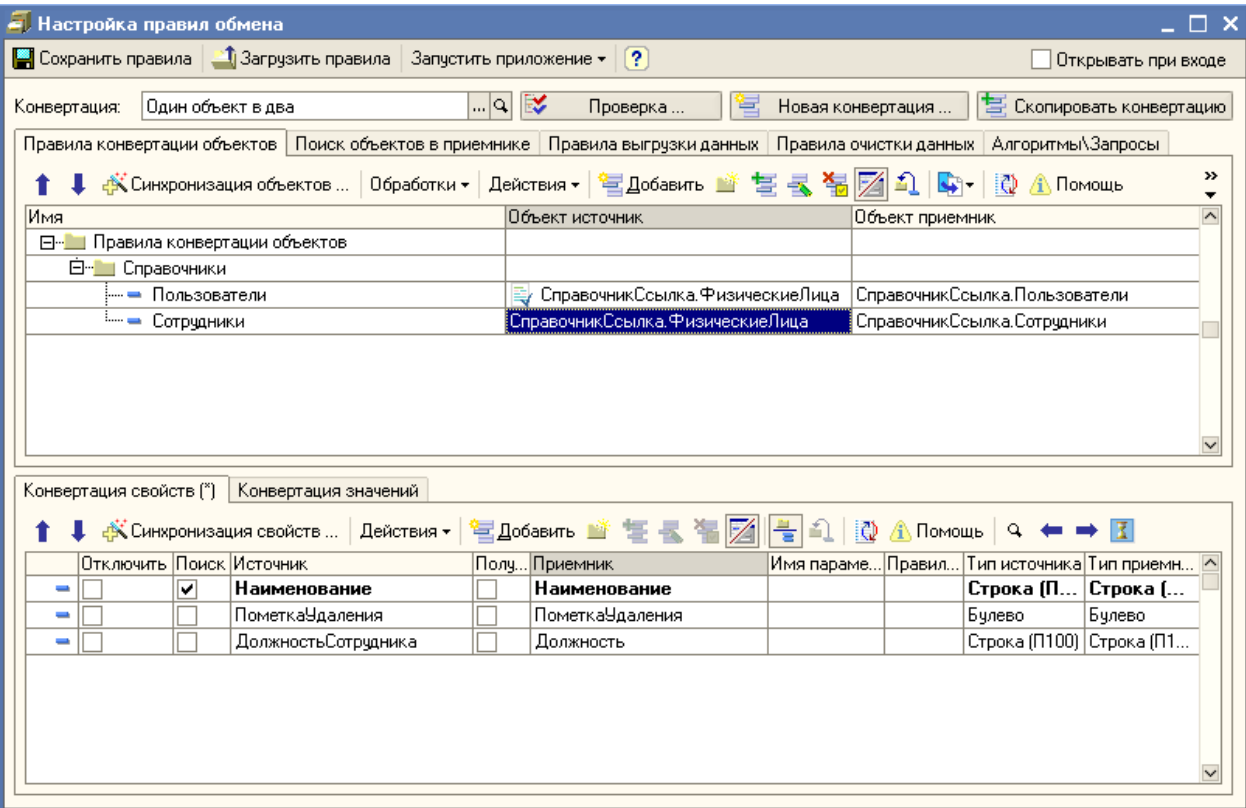 Настройка правил обмена
Сохранить правила Загрузить правила Запустить приложение ? Открывать при входе
Конвертация: Один объект в два ... Проверка ... Новая конвертация ... Скопировать конвертацию
Правила конвертации объектов Поиск объектов в приемнике Правила выгрузки данных Правила очистки данных Алгоритмы\Запросы
Синхронизация объектов ... Обработки Действия Добавить Помощь »
Имя Объект источник Объект приемник
Правила конвертации объектов
Справочники
Пользователи СправочникСсылка.ФизическиеЛица СправочникСсылка.Пользователи
Сотрудники СправочникСсылка.ФизическиеЛица СправочникСсылка.Сотрудники
Конвертация свойств (*) Конвертация значений
Синхронизация свойств ... Действия Добавить Помощь
Отключить Поиск Источник Полу... Приемник Имя параме... Правил... Тип источника Тип приемн...
Наименование Наименование Строка (П... Строка (...
ПометкаУдаления ПометкаУдаления Булево Булево
ДолжностьСотрудника Должность Строка (П100) Строка (П1...